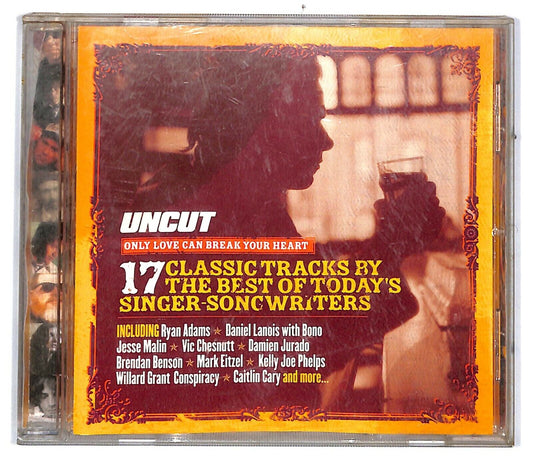 UNCUT
ONLY LOVE CAN BREAK YOUR HEART
17 CLASSIC TRACKS BY
THE BEST OF TODAY'S
SINGER-SONGWRITERS
INCLUDING Ryan Adams ★ Daniel Lanois with Bono
Jesse Malin ★ Vic Chesnutt ★ Damien Jurado
Brendan Benson ★ Mark Eitzel ★ Kelly Joe Phelps
Willard Grant Conspiracy ★ Caitlin Cary and more...